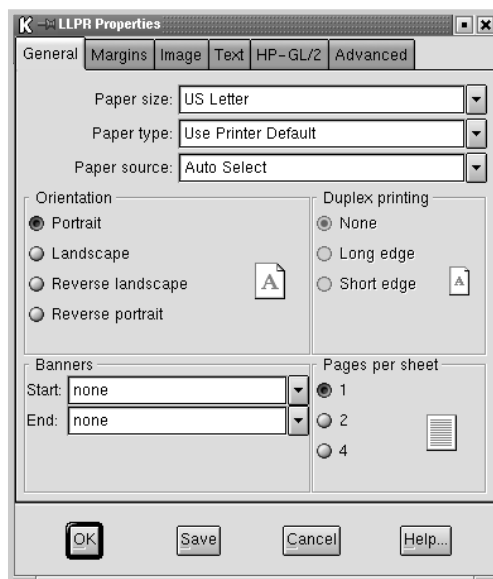 K LLPR Properties
General Margins Image Text HP-GL/2 Advanced
Paper size: US Letter
Paper type: Use Printer Default
Paper source: Auto Select
Orientation
Portrait
Landscape
Reverse landscape
Reverse portrait
A
Duplex printing
None
Long edge
Short edge
A
Banners
Start: none
End: none
Pages per sheet
1
2
4
OK Save Cancel Help...